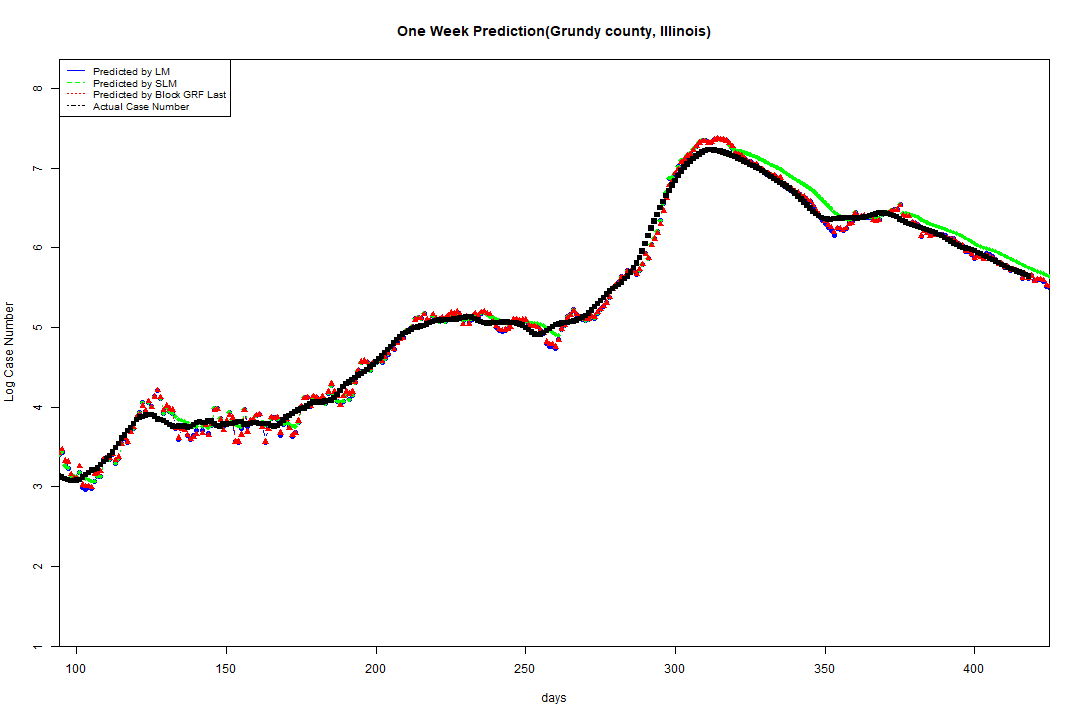 One Week Prediction(Grundy county, Illinois)
Predicted by LM
Predicted by SLM
Predicted by Block GRF Last
Actual Case Number
8
7
6
5
4
3
2
1
Log Case Number
100 150 200 250 300 350 400
days